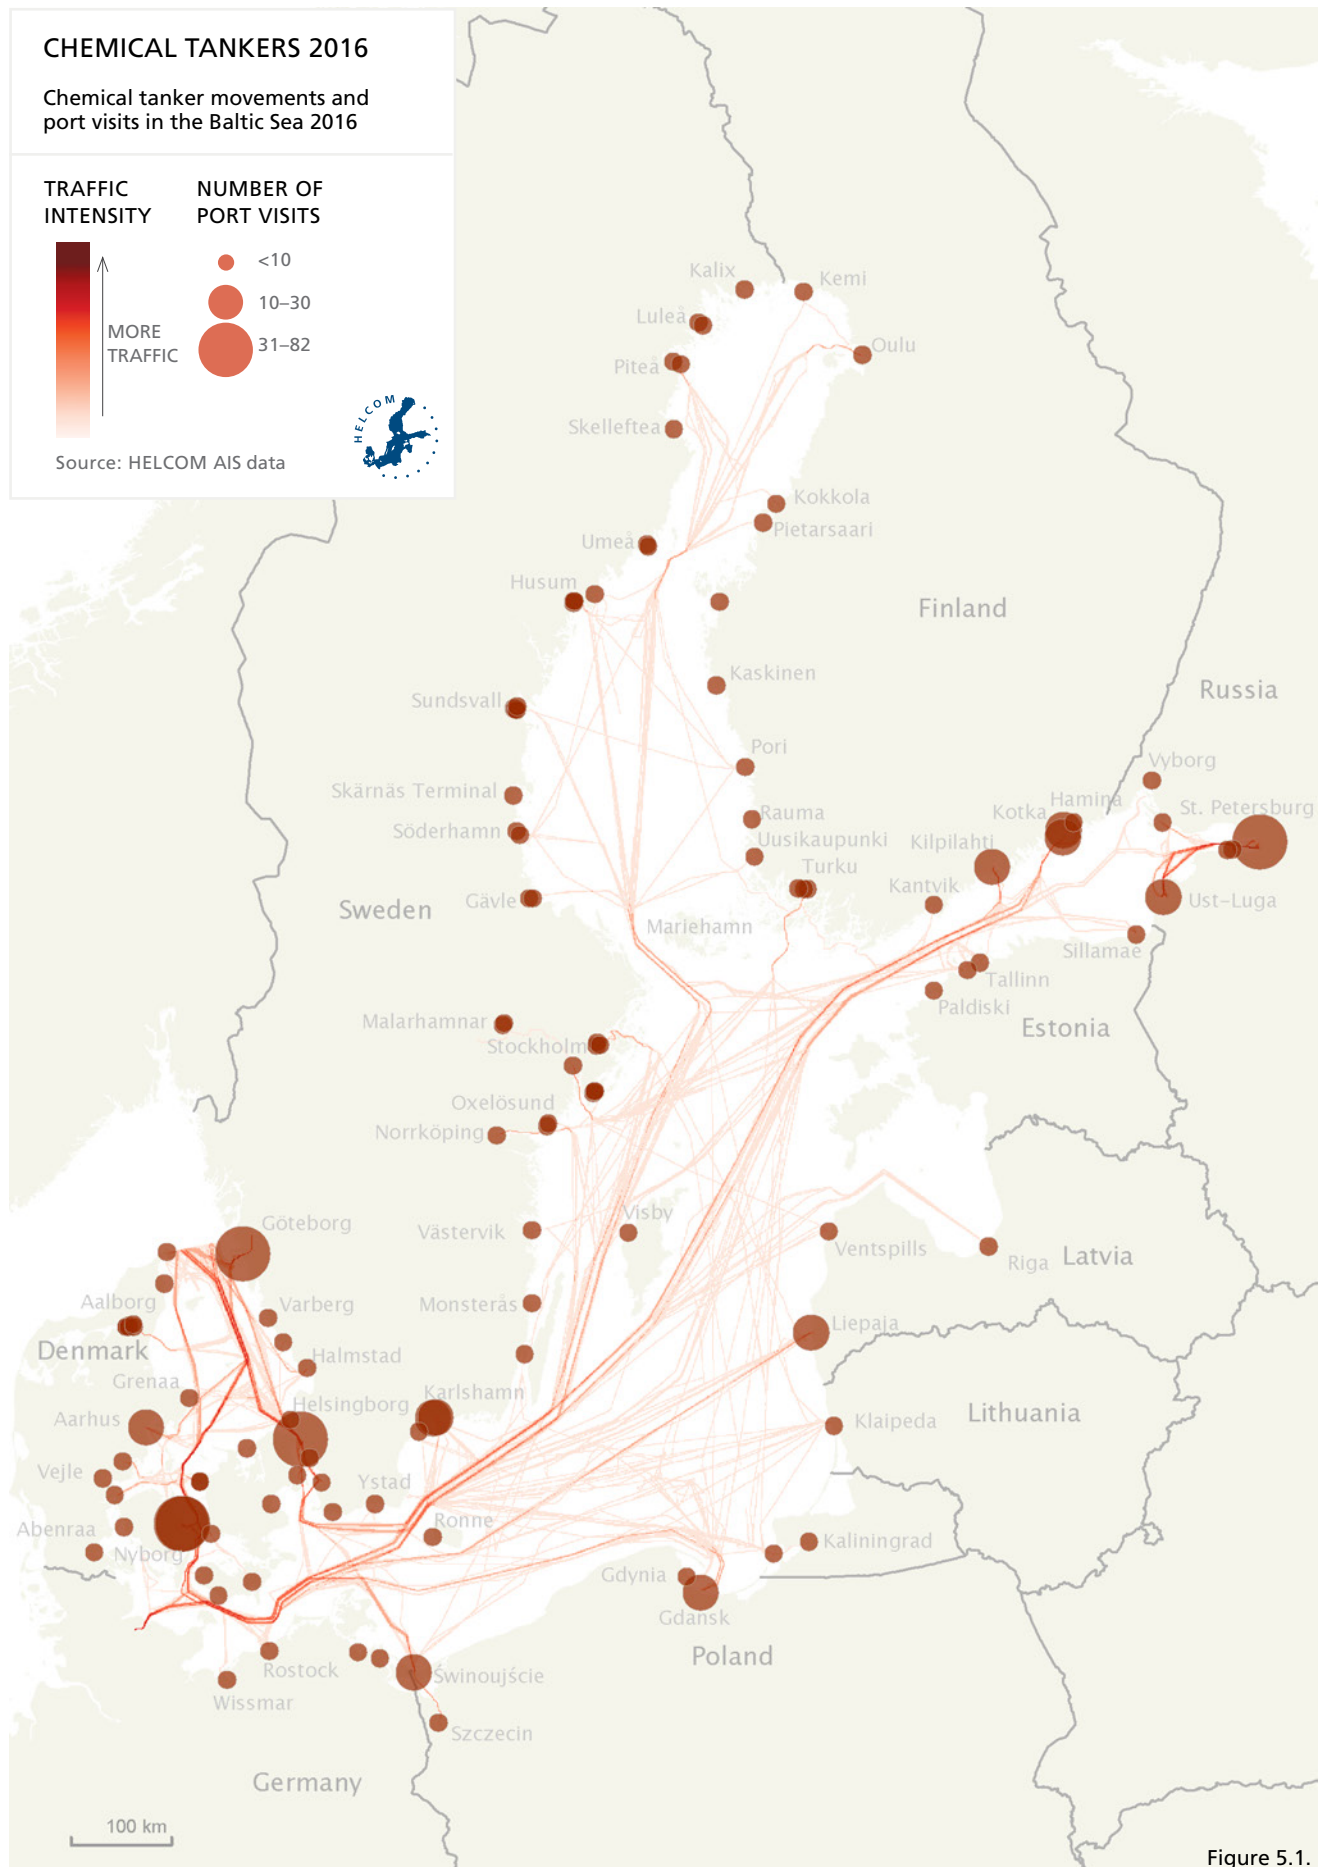 CHEMICAL TANKERS 2016
Chemical tanker movements and
port visits in the Baltic Sea 2016
TRAFFIC
INTENSITY
NUMBER OF
PORT VISITS
<10
10–30
31–82
MORE
TRAFFIC
HELCOM
Source: HELCOM AIS data
Kalix
Kemi
Luleå
Oulu
Piteå
Skelleftea
Kokkola
Pietarsaari
Umeå
Husum
Finland
Kaskinen
Russia
Sundsvall
Pori
Vyborg
Skärnäs Terminal
Hamina
Rauma
Kotka
St. Petersburg
Söderhamn
Uusikaupunki
Kilpilahti
Turku
Kantvik
Gävle
Ust-Luga
Sweden
Mariehamn
Sillamae
Tallinn
Paldiski
Malarhamnar
Estonia
Stockholm
Oxelösund
Norrköping
Visby
Göteborg
Västervik
Ventspills
Latvia
Riga
Aalborg
Varberg
Monsterås
Liepaja
Denmark
Halmstad
Grenaa
Karlshamn
Helsingborg
Aarhus
Klaipeda
Lithuania
Vejle
Ystad
Ronne
Abenraa
Kaliningrad
Nyborg
Gdynia
Gdansk
Poland
Rostock
Świnoujście
Wissmar
Szczecin
Germany
100 km
Figure 5.1.